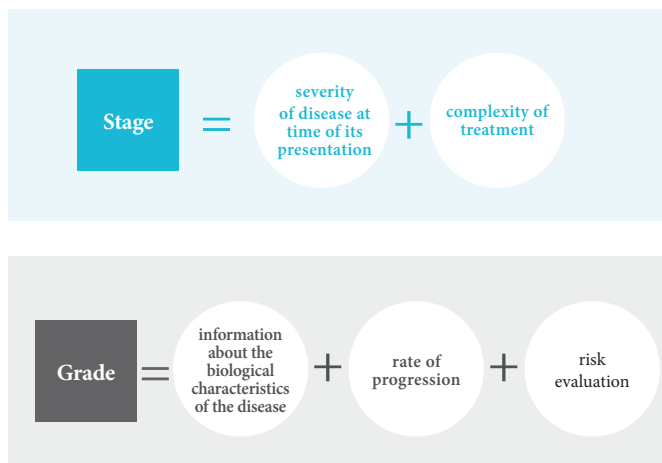 Stage
=
severity
of disease at
time of its
presentation
+
complexity of
treatment
Grade
=
information
about the
biological
characteristics
of the disease
+
rate of
progression
+
risk
evaluation